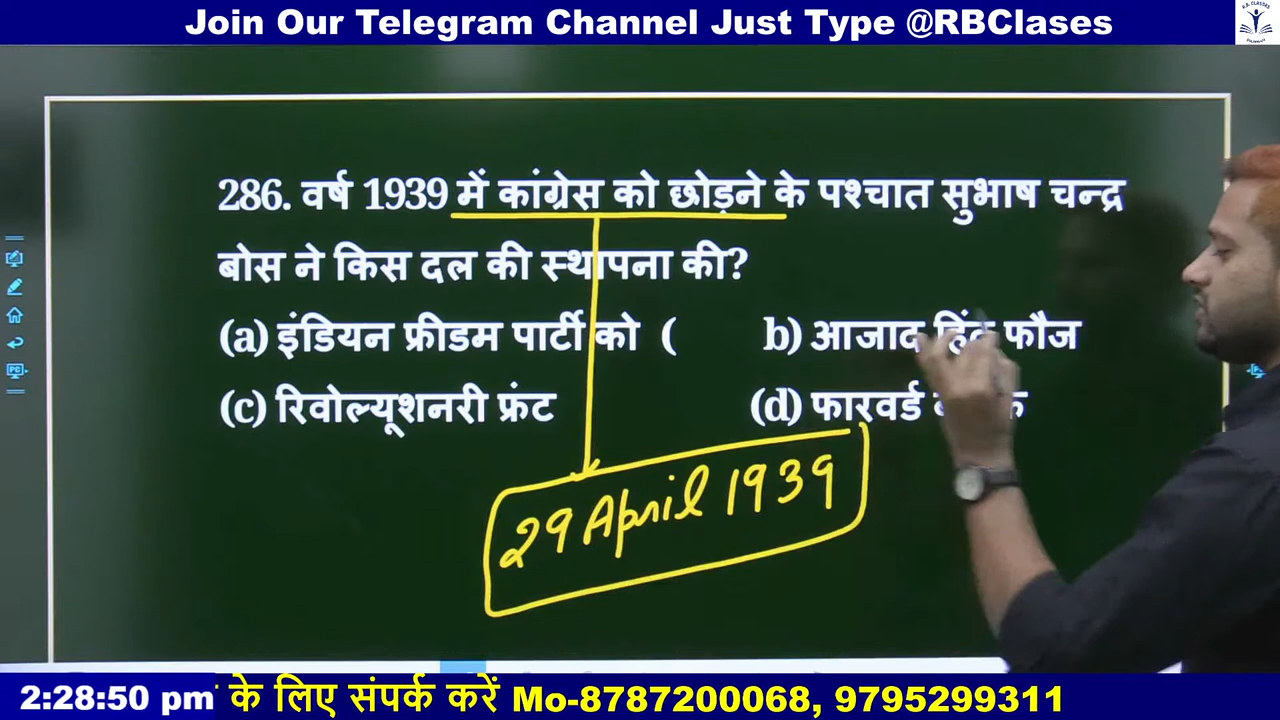 Join Our Telegram Channel Just Type @RBClases
286. वर्ष 1939 में कांग्रेस को छोड़ने के पश्चात सुभाष चन्द्र
बोस ने किस दल की स्थापना की?
(a) इंडियन फ्रीडम पार्टी को ( b) आजाद हिंद फौज
(c) रिवोल्यूशनरी फ्रंट (d) फारवर्ड
29 April 1939
2:28:50 pm के लिए संपर्क करें Mo-8787200068, 9795299311